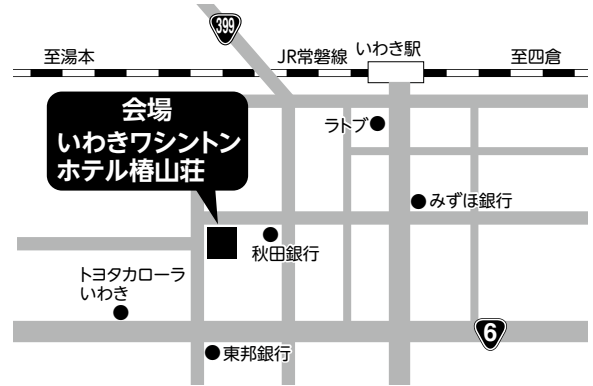 399
至湯本
JR常磐線
いわき駅
至四倉
会場
いわきワシントン
ホテル椿山荘
ラトブ
みずほ銀行
秋田銀行
トヨタカローラ
いわき
6
東邦銀行